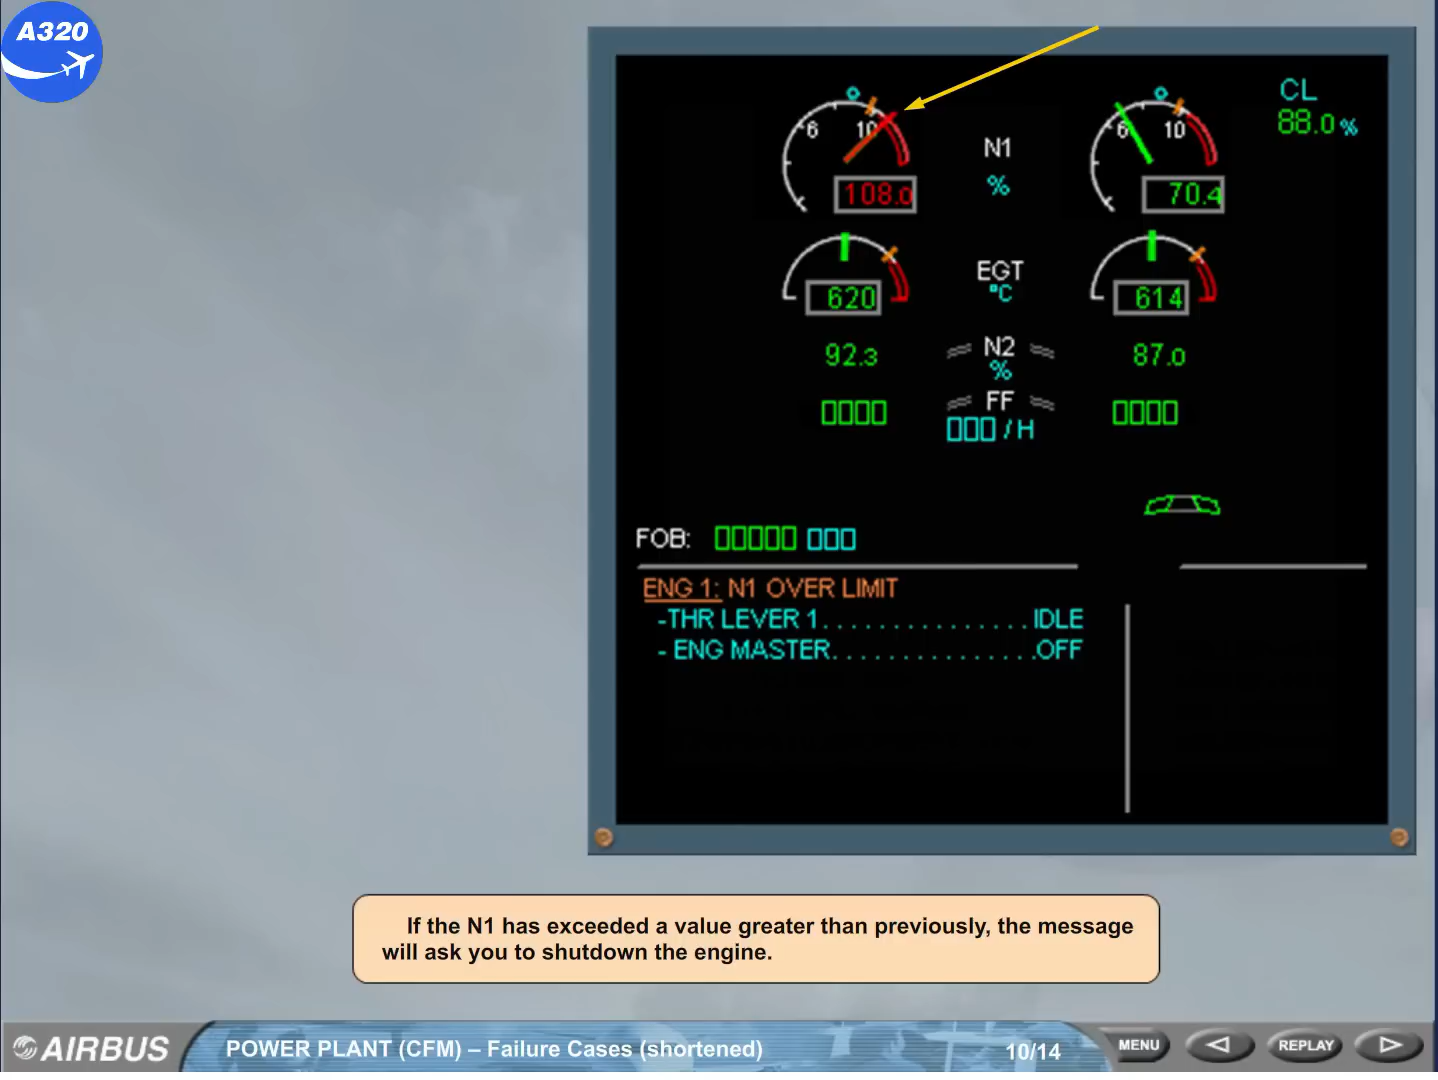 A320
CL
88.0 %
6
10
N1
%
6
10
108.0
70.4
EGT
°C
620
614
92.3
N2
%
87.0
FF
/ H
FOB:
ENG 1: N1 OVER LIMIT
-THR LEVER 1...............IDLE
- ENG MASTER...............OFF
If the N1 has exceeded a value greater than previously, the message
will ask you to shutdown the engine.
AIRBUS
POWER PLANT (CFM) – Failure Cases (shortened)
10/14
MENU
REPLAY